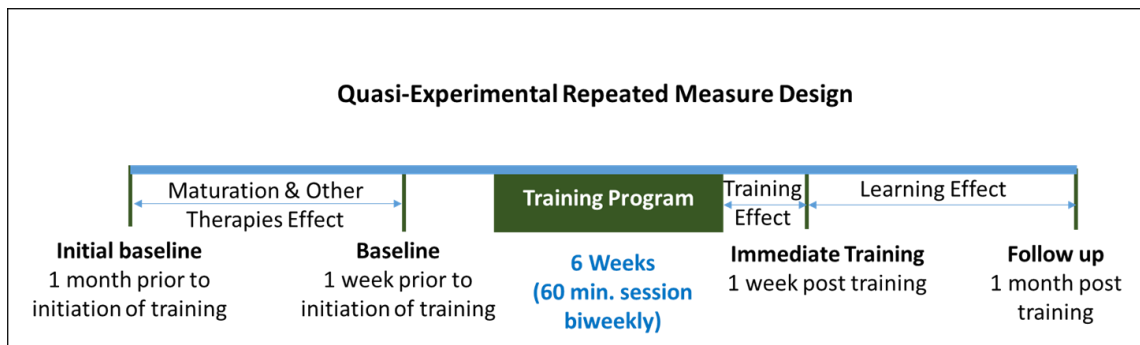 Quasi-Experimental Repeated Measure Design
Maturation & Other
Therapies Effect
Training Program
Training
Effect
Learning Effect
Initial baseline
1 month prior to
initiation of training
Baseline
1 week prior to
initiation of training
6 Weeks
(60 min. session
biweekly)
Immediate Training
1 week post training
Follow up
1 month post
training